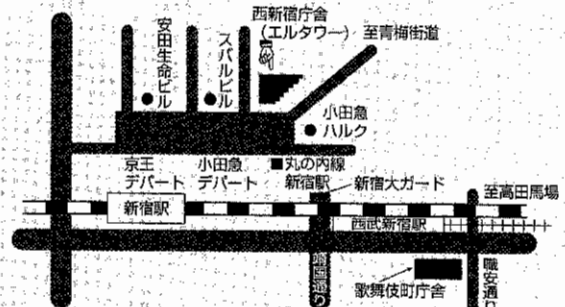 西新宿庁舎
（エルタワー）
至青梅街道
安田生命ビル
スバルビル
小田急
ハルク
京王
デパート
小田急
デパート
■丸の内線
新宿駅
新宿大ガード
至高田馬場
新宿駅
西武新宿駅
靖国通り
歌舞伎町庁舎
職安通り